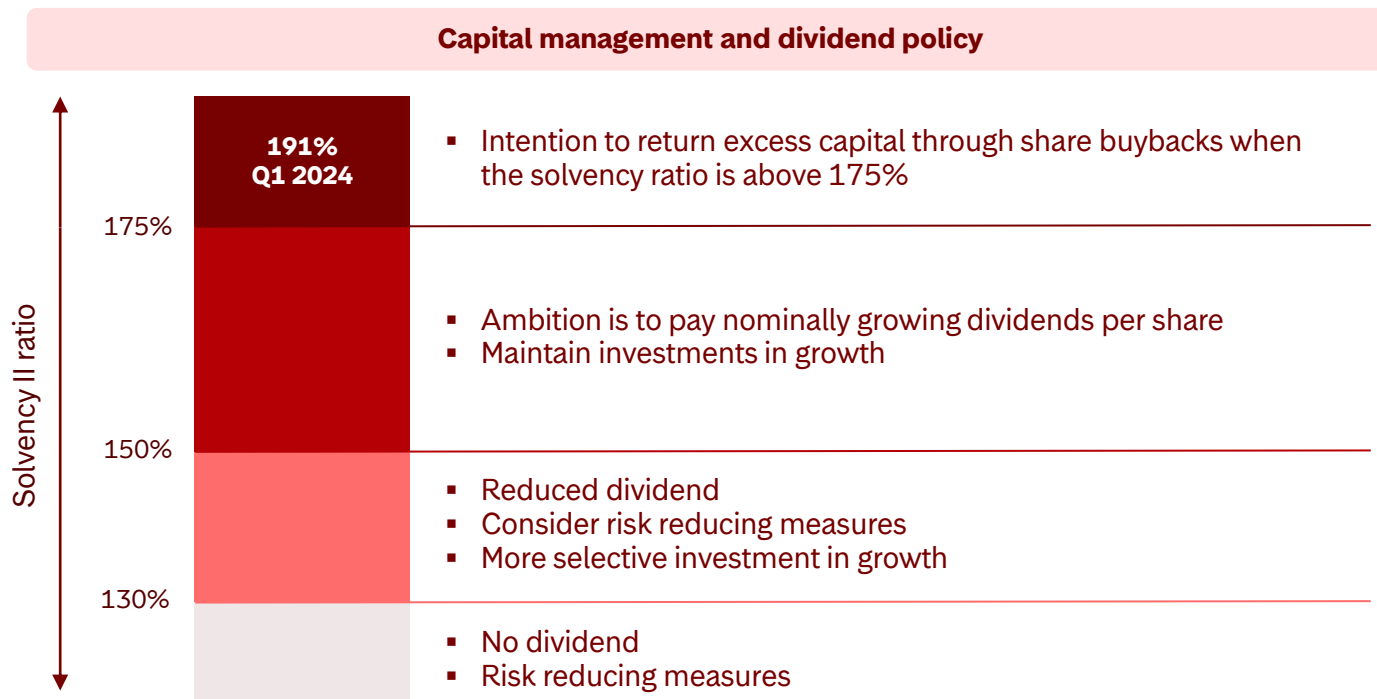 Capital management and dividend policy
191%
Q1 2024
▪ Intention to return excess capital through share buybacks when
the solvency ratio is above 175%
175%
▪ Ambition is to pay nominally growing dividends per share
▪ Maintain investments in growth
Solvency II ratio
150%
▪ Reduced dividend
▪ Consider risk reducing measures
▪ More selective investment in growth
130%
▪ No dividend
▪ Risk reducing measures